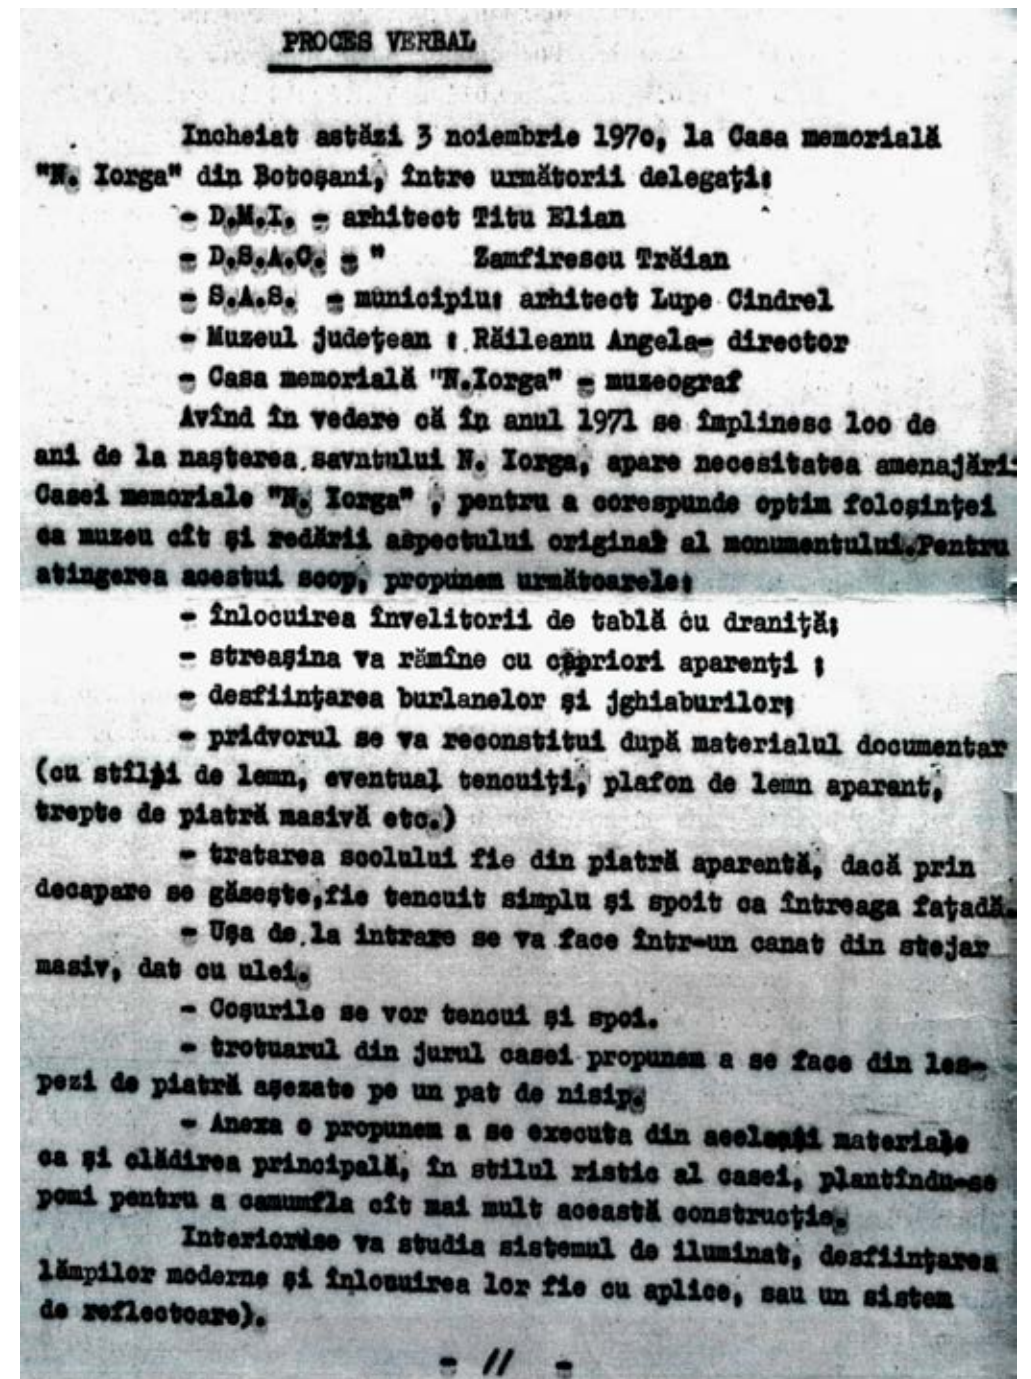 PROCES VERBAL
Incheiat astăzi 3 noiembrie 197o, la Casa memorială
"N. Iorga" din Botoşani, între următorii delegaţi:
- D.M.I. - arhitect Titu Elian
- D.S.A.C. - " Zamfirescu Trăian
- S.A.S. - municipiu: arhitect Lupe Cindrel
- Muzeul judeţean : Răileanu Angela- director
- Casa memorială "N.Iorga" - muzeograf
Avînd în vedere că în anul 1971 se împlinesc loo de
ani de la naşterea savntului N. Iorga, apare necesitatea amenajării
Casei memoriale "N. Iorga" , pentru a corespunde optim foloşinţei
ca muzeu cît şi redării aspectului original al monumentului.Pentru
atingerea acestui scop, propunem următoarele:
- înlocuirea învelitorii de tablă cu draniţă;
- streaşina va rămîne cu căpriori aparenţi ;
- desfiinţarea burlanelor şi jghiaburilor;
- pridvorul se va reconstitui după materialul documentar
(cu stîlpi de lemn, eventual tencuiţi, plafon de lemn aparant,
trepte de piatră masivă etc.)
- tratarea soclului fie din piatră aparentă, dacă prin
decapare se găseşte,fie tencuit simplu şi spoit ca întreaga faţadă.
- Uşa de la intrare se va face într-un canat din stejar
masiv, dat cu ulei.
- Coşurile se vor tencui şi spoi.
- trotuarul din jurul casei propunem a se face din les-
pezi de piatră aşezate pe un pat de nisip.
- Anexa o propunem a se executa din aceleaşi materiale
ca şi clădirea principală, în stilul ristic al casei, plantîndu-se
pomi pentru a camumfla cît mai mult această construcţie.
va studia sistemul de iluminat, desfiinţarea
lămpilor moderne şi înlocuirea lor fie cu aplice, sau un sistem
de reflectoare).
- 11 -